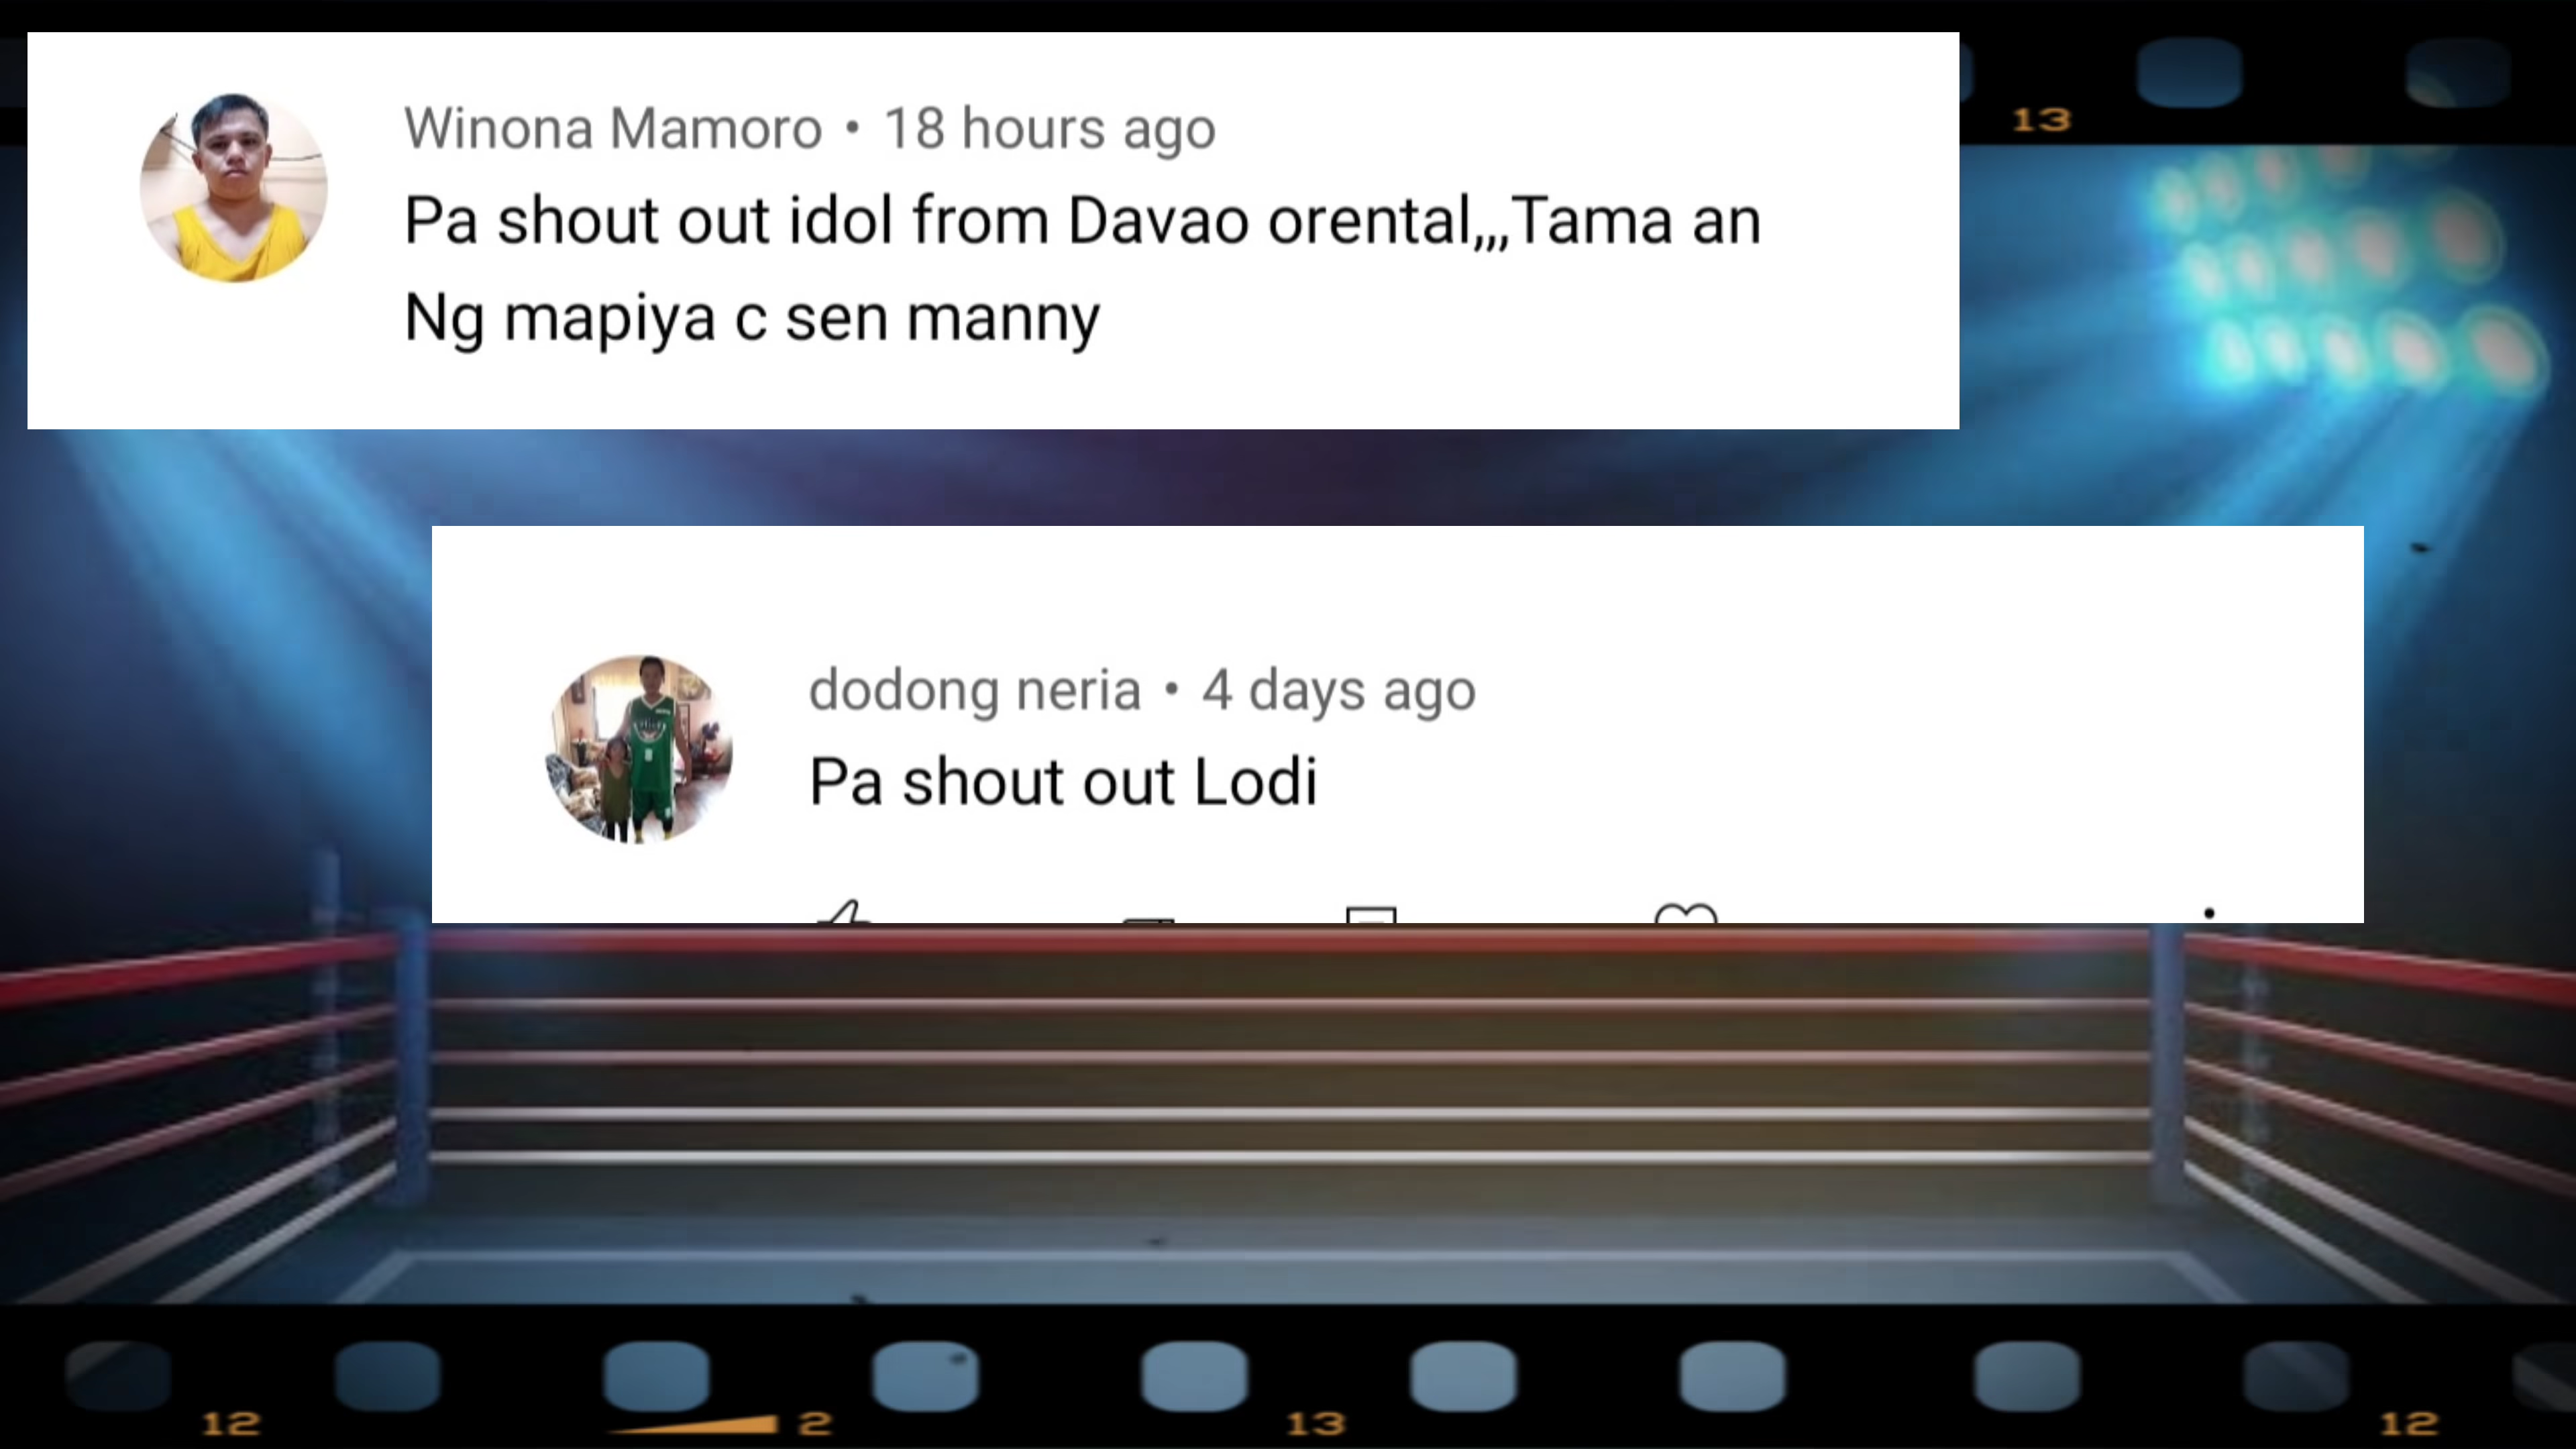 13
Winona Mamoro • 18 hours ago
Pa shout out idol from Davao orental,,,Tama an
Ng mapiya c sen manny
dodong neria • 4 days ago
Pa shout out Lodi
12 2 13 12